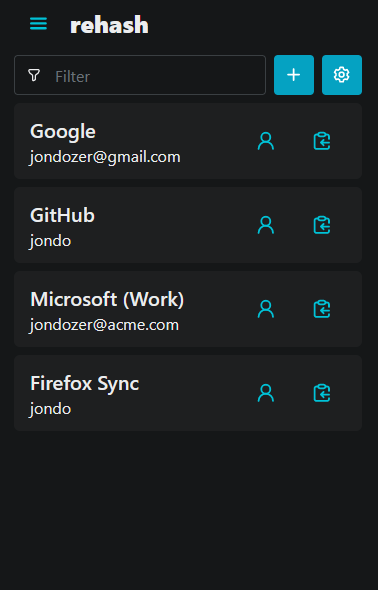 rehash
Filter
Google
jondozer@gmail.com
GitHub
jondo
Microsoft (Work)
jondozer@acme.com
Firefox Sync
jondo